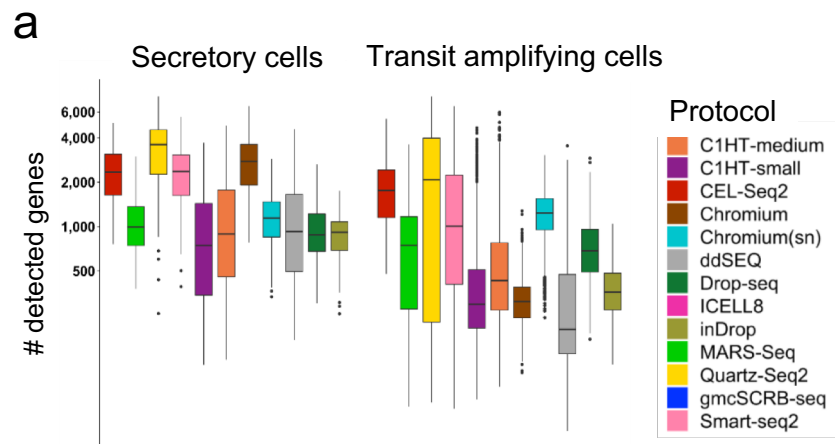 a
Secretory cells
Transit amplifying cells
# detected genes
6,000
4,000
2,000
1,000
500
Protocol
C1HT-medium
C1HT-small
CEL-Seq2
Chromium
Chromium(sn)
ddSEQ
Drop-seq
ICELL8
inDrop
MARS-Seq
Quartz-Seq2
gmcSCRB-seq
Smart-seq2